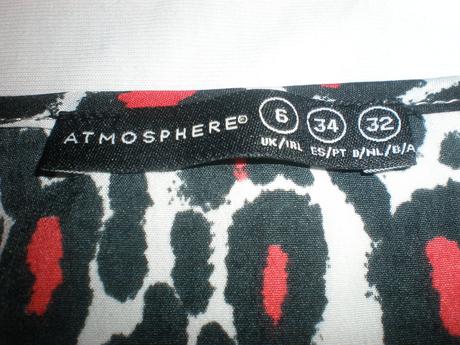 ATMOSPHERE® 6 34 32
UK/IRL ES/PT D/NL/B/A